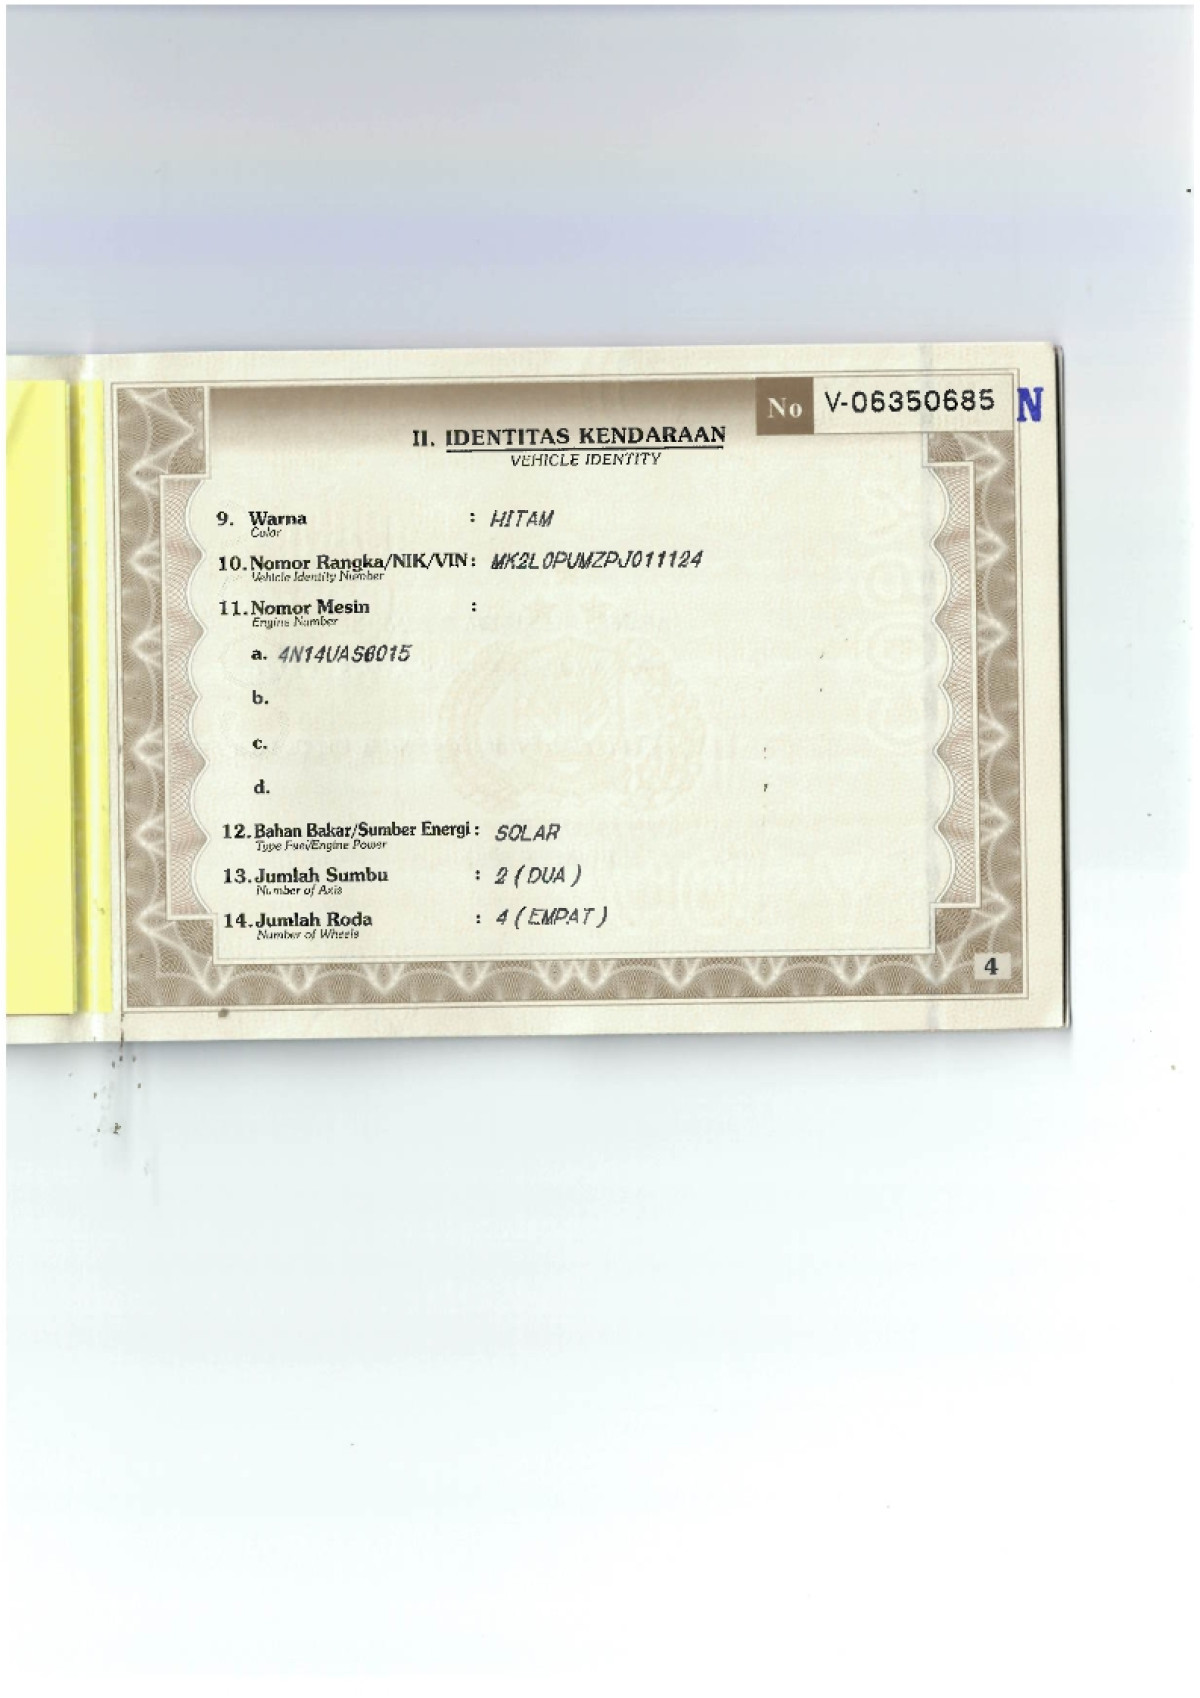 No V-06350685 N
II. IDENTITAS KENDARAAN
VEHICLE IDENTITY
9. Warna : HITAM
Color
10. Nomor Rangka/NIK/VIN : MK2L0PUMZPJ011124
Vehicle Identity Number
11. Nomor Mesin :
Engine Number
a. 4N14UAS6015
b.
c.
d.
12. Bahan Bakar/Sumber Energi : SOLAR
Type Fuel/Engine Power
13. Jumlah Sumbu : 2 ( DUA )
Number of Axis
14. Jumlah Roda : 4 ( EMPAT )
Number of Wheels
4